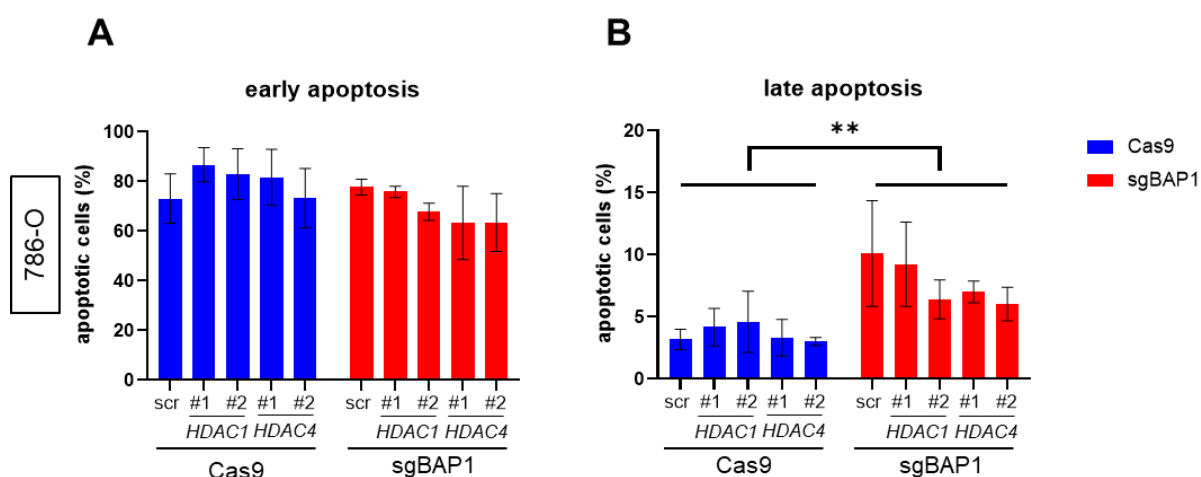 A
B
early apoptosis
late apoptosis
786-O
apoptotic cells (%)
100
80
60
40
20
0
scr #1 #2 #1 #2 scr #1 #2 #1 #2
HDAC1 HDAC4 HDAC1 HDAC4
Cas9 sgBAP1
apoptotic cells (%)
20
15
10
5
0
**
scr #1 #2 #1 #2 scr #1 #2 #1 #2
HDAC1 HDAC4 HDAC1 HDAC4
Cas9 sgBAP1
Cas9
sgBAP1